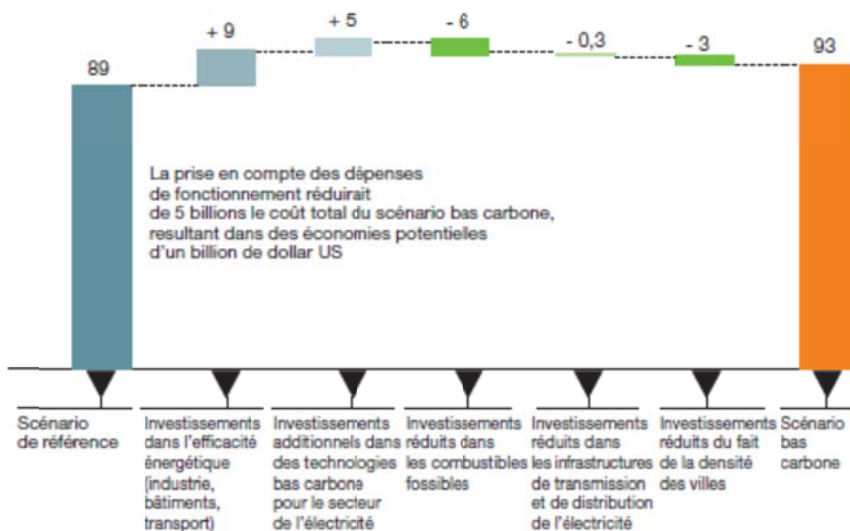 89
+ 9
+ 5
- 6
- 0,3
- 3
93
La prise en compte des dépenses
de fonctionnement réduirait
de 5 billions le coût total du scénario bas carbone,
resultant dans des économies potentielles
d'un billion de dollar US
Scénario
de référence
Investissements
dans l'efficacité
énergétique
(industrie,
bâtiments,
transport)
Investissements
additionnels dans
des technologies
bas carbone
pour le secteur
de l'électricité
Investissements
réduits dans
les combustibles
fossibles
Investissements
réduits dans
les infrastructures
de transmission
et de distribution
de l'électricité
Investissements
réduits du fait
de la densité
des villes
Scénario
bas
carbone